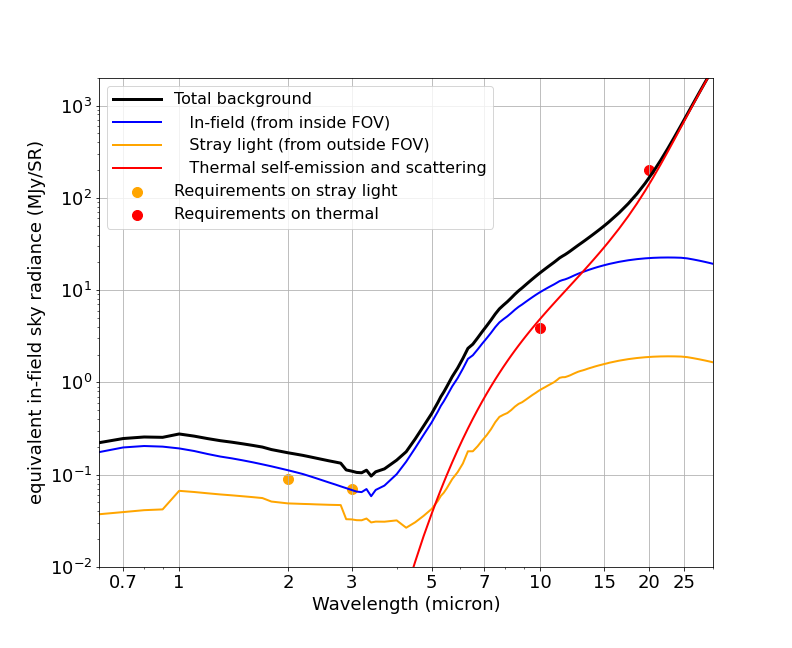 Total background
In-field (from inside FOV)
Stray light (from outside FOV)
Thermal self-emission and scattering
Requirements on stray light
Requirements on thermal
equivalent in-field sky radiance (MJy/SR)
10³
10²
10¹
10⁰
10⁻¹
10⁻²
0.7 1 2 3 5 7 10 15 20 25
Wavelength (micron)